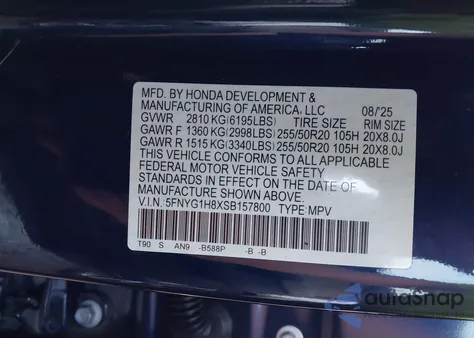 MFD. BY HONDA DEVELOPMENT &
MANUFACTURING OF AMERICA, LLC 08/'25
GVWR 2810 KG (6195LBS) TIRE SIZE RIM SIZE
GAWR F 1360 KG (2998LBS) 255/50R20 105H 20X8.0J
GAWR R 1515 KG (3340LBS) 255/50R20 105H 20X8.0J
THIS VEHICLE CONFORMS TO ALL APPLICABLE
FEDERAL MOTOR VEHICLE SAFETY
STANDARDS IN EFFECT ON THE DATE OF
MANUFACTURE SHOWN ABOVE.
V.I.N.: 5FNYG1H8XSB157800 TYPE MPV
T90 S AN9 -B588P -B -B
autoSnap